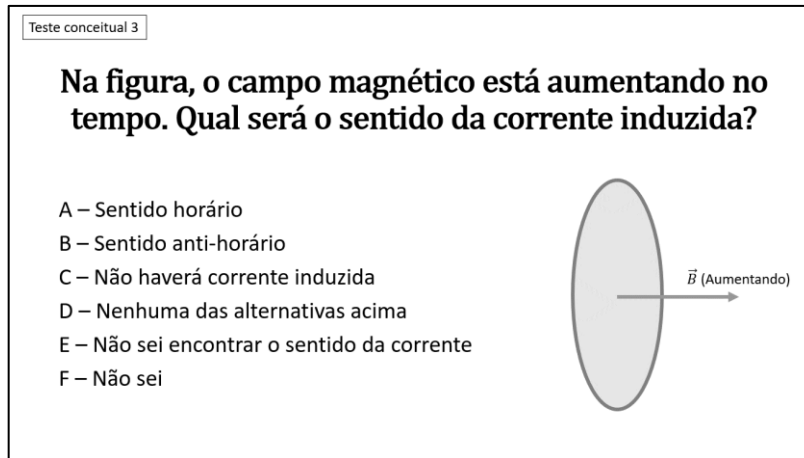 Teste conceitual 3
Na figura, o campo magnético está aumentando no
tempo. Qual será o sentido da corrente induzida?
A – Sentido horário
B – Sentido anti-horário
C – Não haverá corrente induzida
D – Nenhuma das alternativas acima
E – Não sei encontrar o sentido da corrente
F – Não sei
B⃗ (Aumentando)